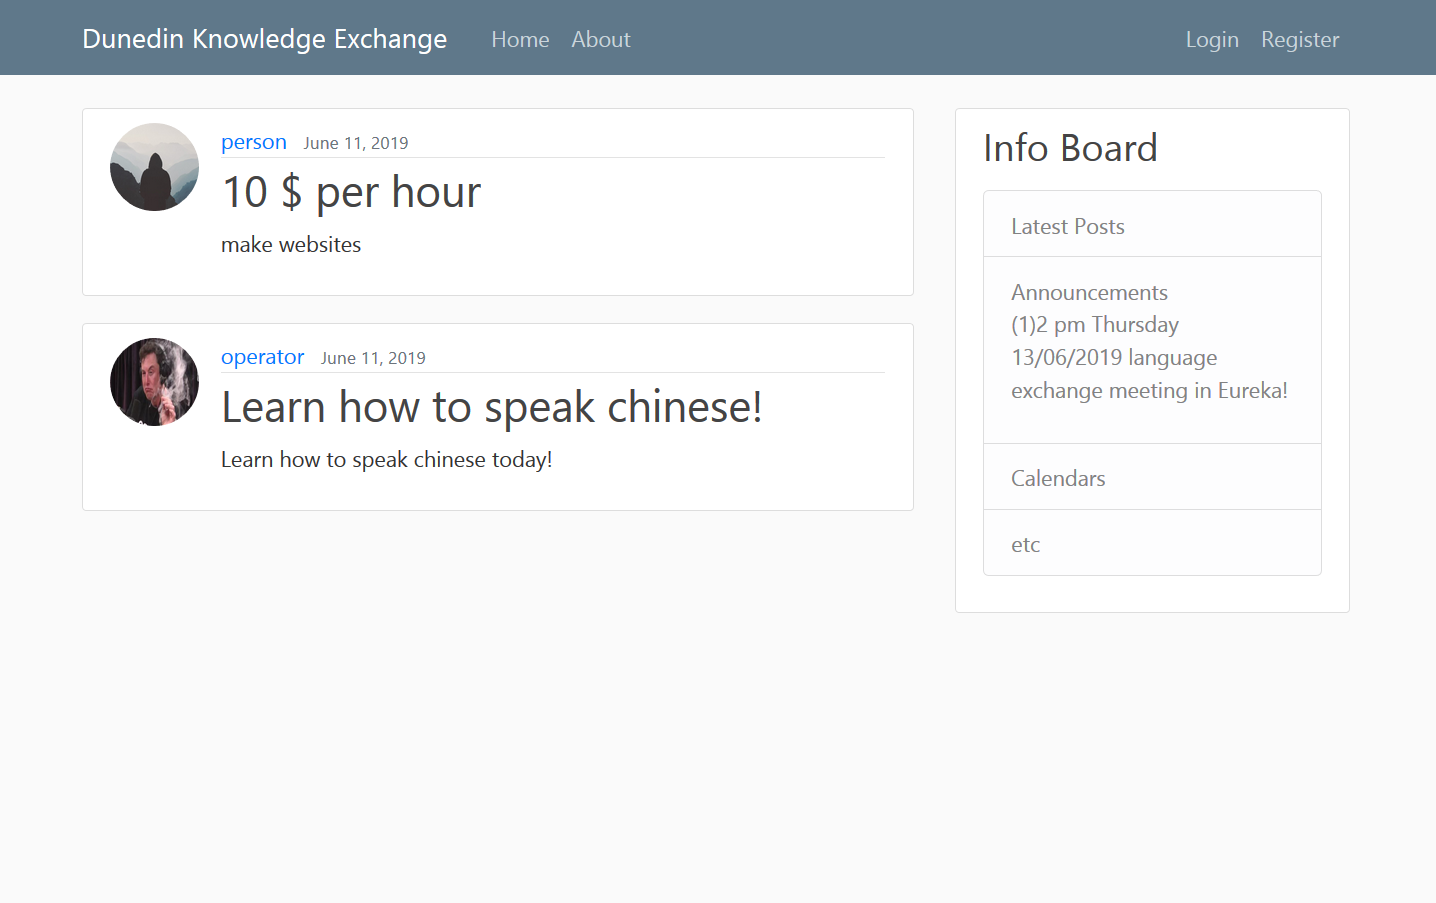 Dunedin Knowledge Exchange Home About Login Register
person June 11, 2019
10 $ per hour
make websites
operator June 11, 2019
Learn how to speak chinese!
Learn how to speak chinese today!
Info Board
Latest Posts
Announcements
(1)2 pm Thursday
13/06/2019 language
exchange meeting in Eureka!
Calendars
etc